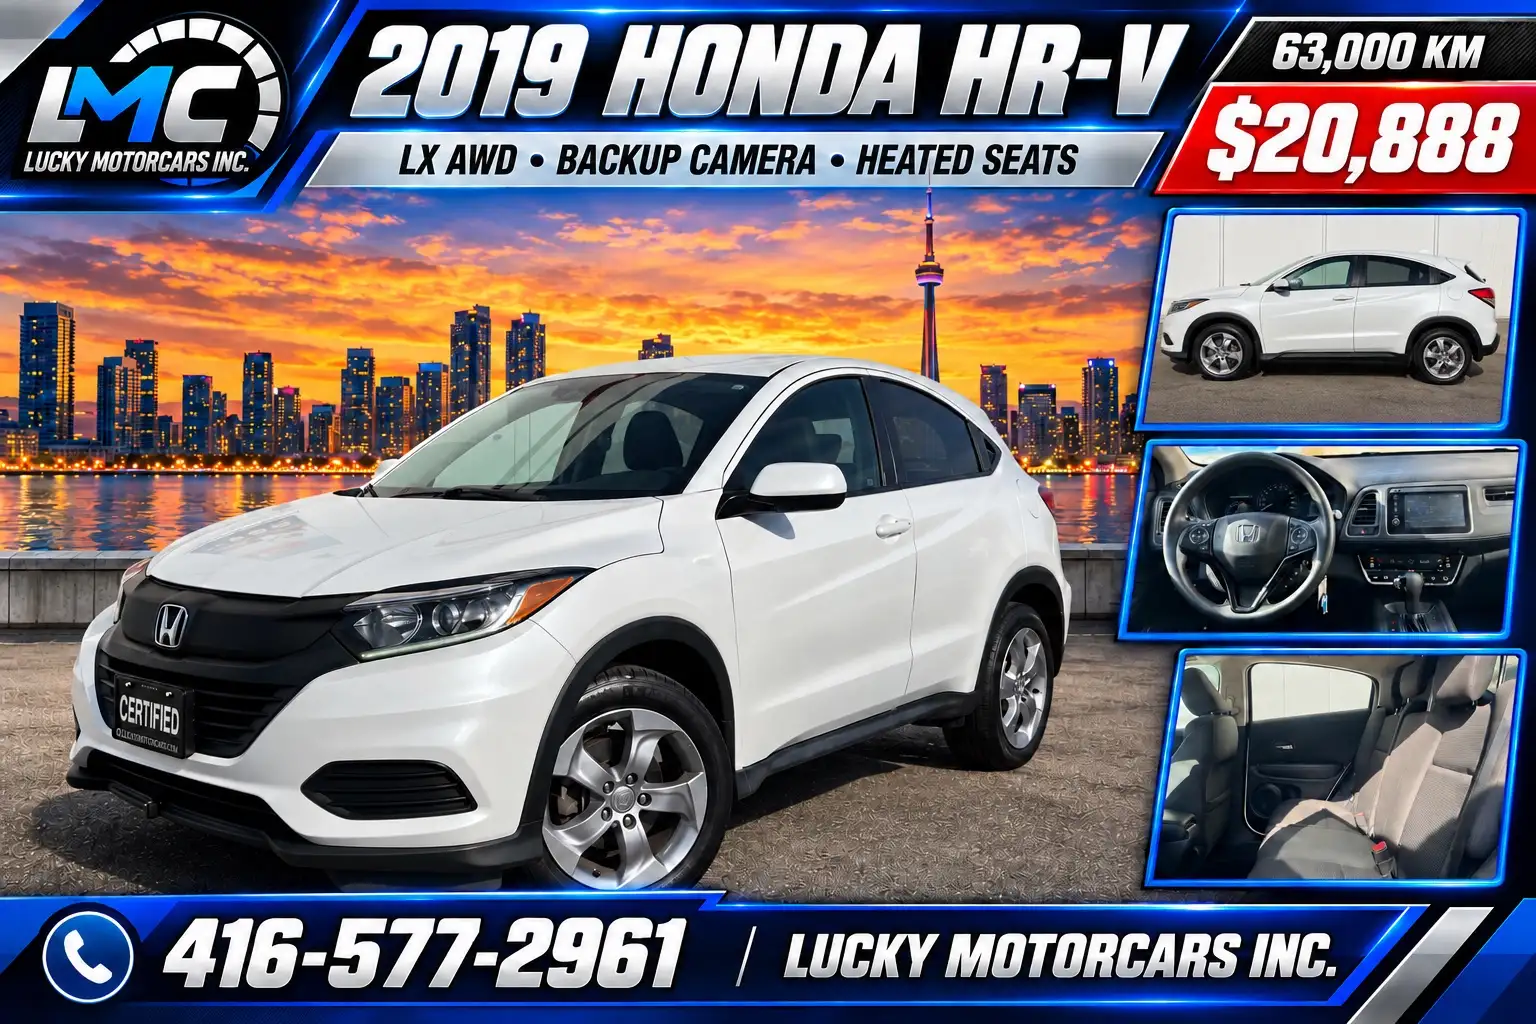 LMC
LUCKY MOTORCARS INC.
2019 HONDA HR-V
LX AWD • BACKUP CAMERA • HEATED SEATS
63,000 KM
$20,888
CERTIFIED
416-577-2961
LUCKY MOTORCARS INC.